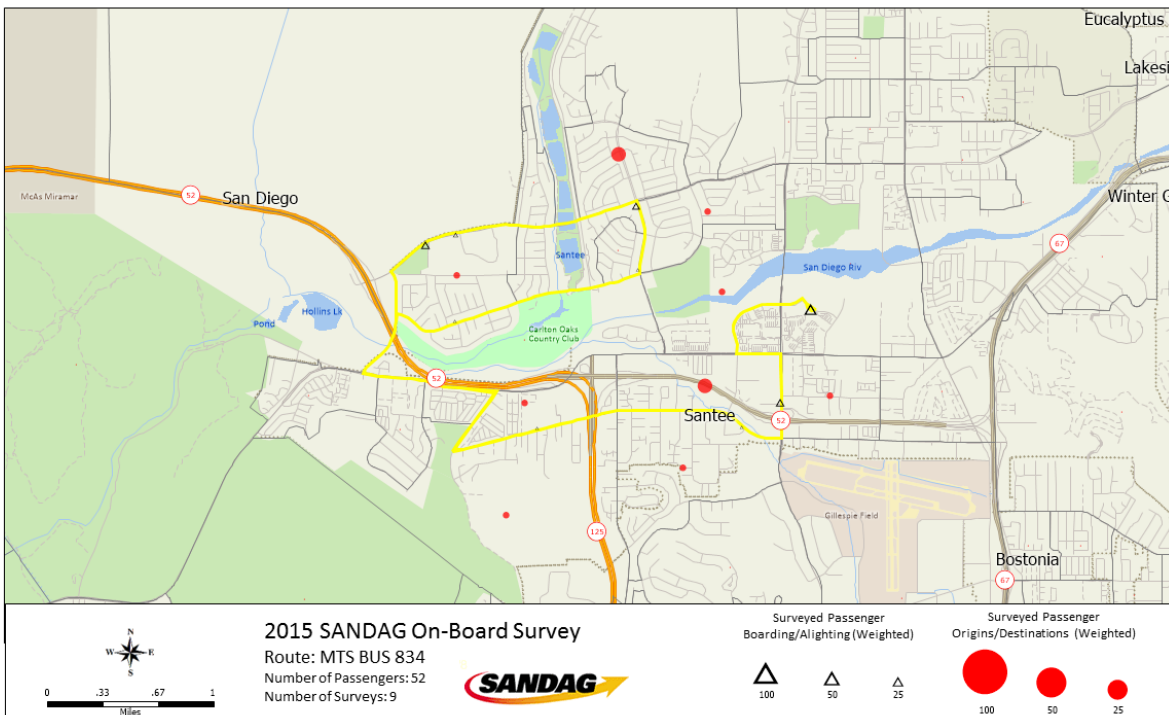 Eucalyptus
Lakesi
McAs Miramar
52
San Diego
Winter G
67
Santee
San Diego Riv
Hollins Lk
Pond
Carlton Oaks
Country Club
52
Santee
52
Gillespie Field
125
Bostonia
67
N
W
E
S
0 .33 .67 1
Miles
2015 SANDAG On-Board Survey
Route: MTS BUS 834
Number of Passengers: 52
Number of Surveys: 9
SANDAG
Surveyed Passenger
Boarding/Alighting (Weighted)
100 50 25
Surveyed Passenger
Origins/Destinations (Weighted)
100 50 25